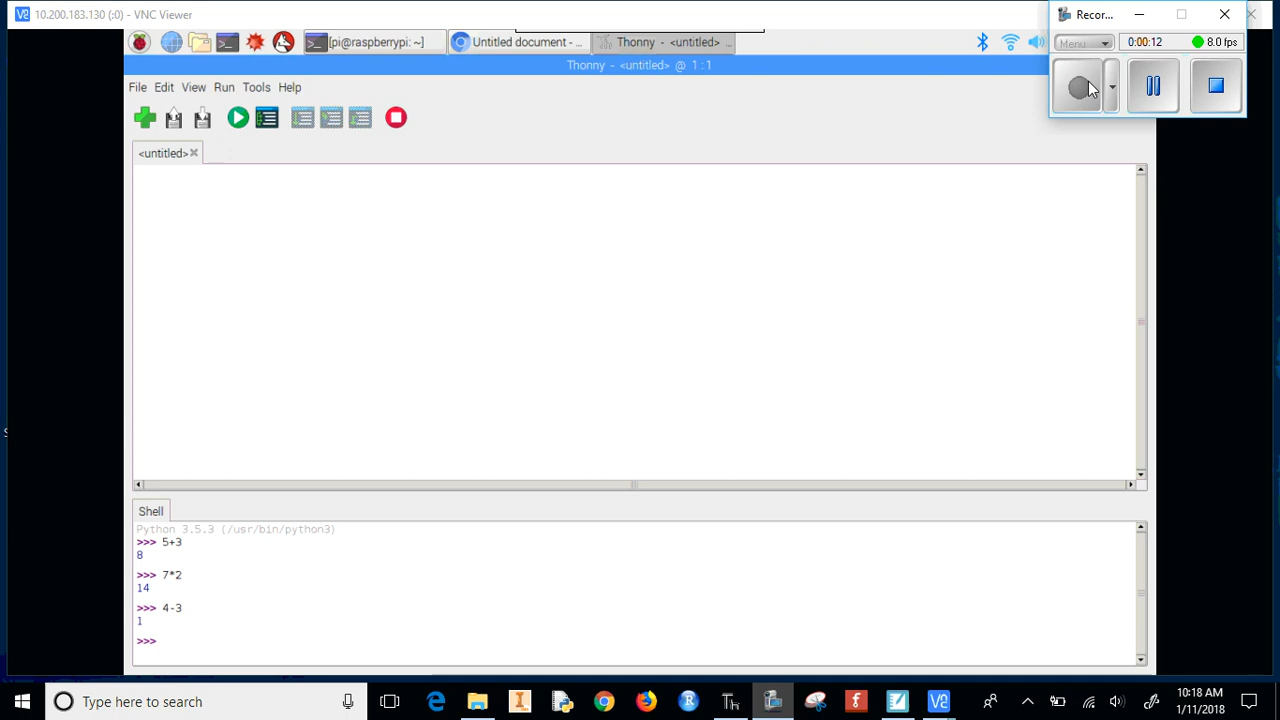 10.200.183.130 (:0) - VNC Viewer
Recor...
[pi@raspberrypi: ~]
Untitled document - ...
Thonny - <untitled> ...
Menu
0:00:12
8.0 fps
Thonny - <untitled> @ 1 : 1
File Edit View Run Tools Help
<untitled>
Shell
Python 3.5.3 (/usr/bin/python3)
>>> 5+3
8
>>> 7*2
14
>>> 4-3
1
>>>
Type here to search
10:18 AM
1/11/2018